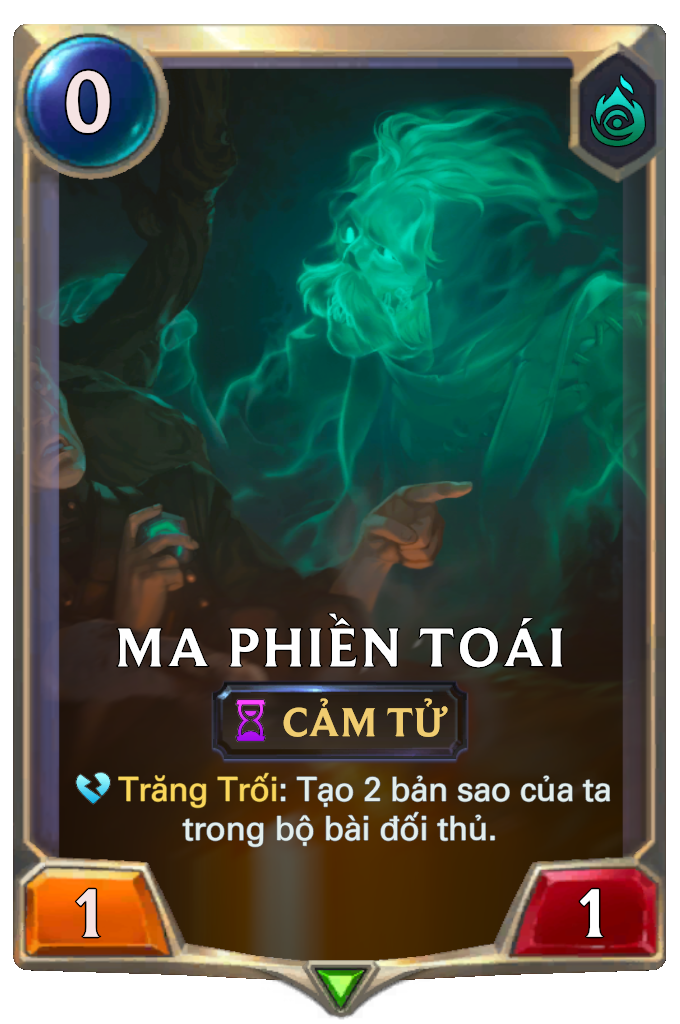 0
MA PHIỀN TOÁI
CẢM TỬ
Trăng Trối: Tạo 2 bản sao của ta
trong bộ bài đối thủ.
1
1